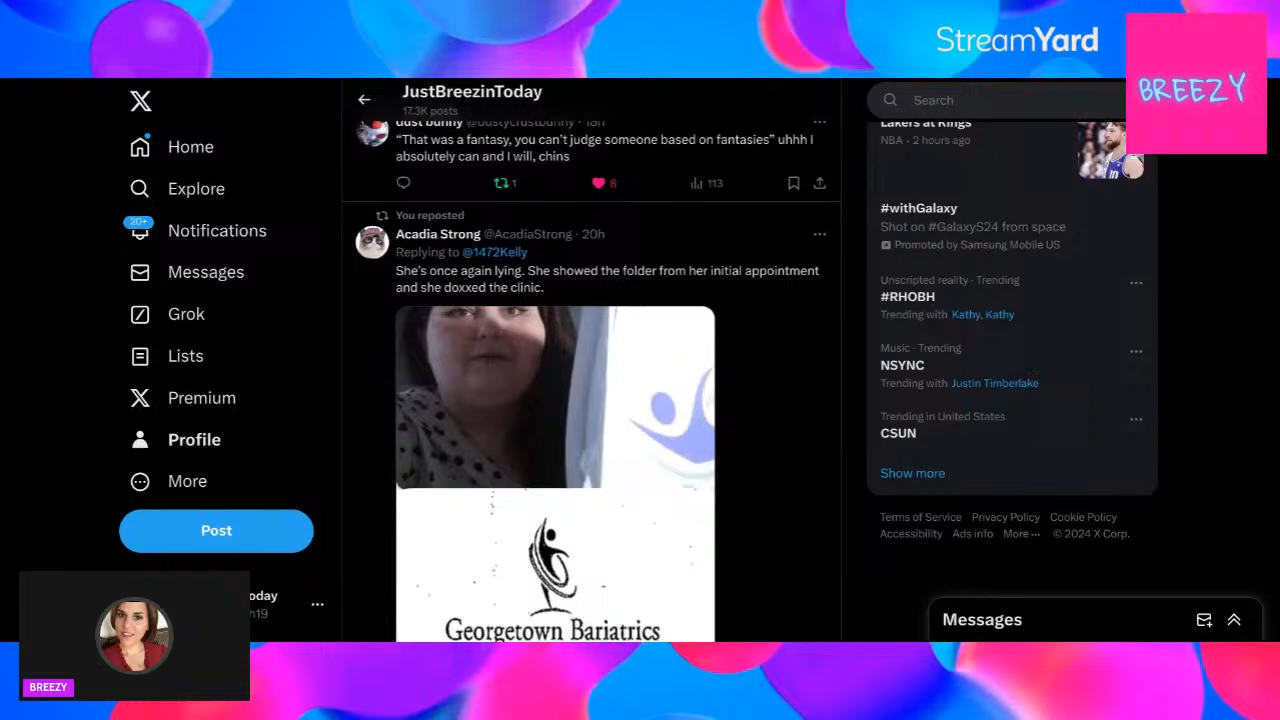 StreamYard
BREEZY
JustBreezinToday
17.3K posts
Home
Explore
20+
Notifications
Messages
Grok
Lists
Premium
Profile
More
Post
oday
h19
BREEZY
dust bunny @dustycrustbunny · 18h
“That was a fantasy, you can’t judge someone based on fantasies” uhhh I
absolutely can and I will, chins
1
8
113
You reposted
Acadia Strong @AcadiaStrong · 20h
Replying to @1472Kelly
She’s once again lying. She showed the folder from her initial appointment
and she doxxed the clinic.
Georgetown Bariatrics
Search
Lakers at Kings
NBA · 2 hours ago
#withGalaxy
Shot on #GalaxyS24 from space
Promoted by Samsung Mobile US
Unscripted reality · Trending
#RHOBH
Trending with Kathy, Kathy
Music · Trending
NSYNC
Trending with Justin Timberlake
Trending in United States
CSUN
Show more
Terms of Service Privacy Policy Cookie Policy
Accessibility Ads info More ··· © 2024 X Corp.
Messages